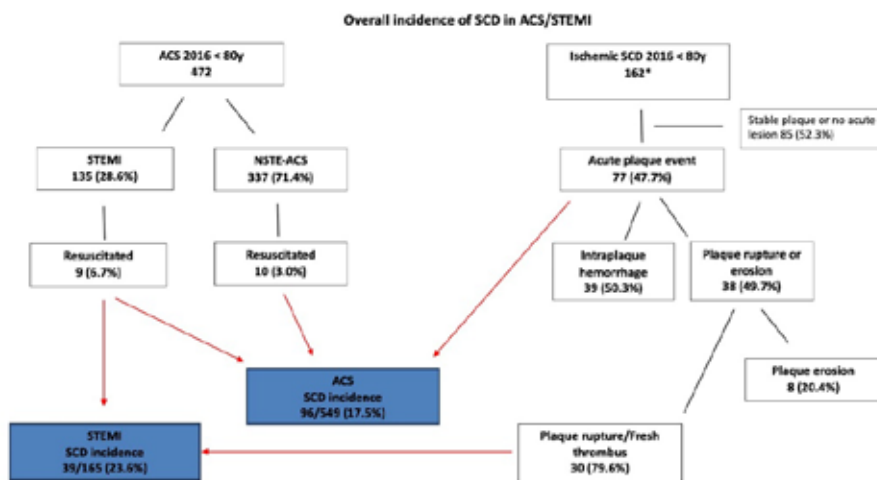 Overall incidence of SCD in ACS/STEMI
ACS 2016 < 80y
472
Ischemic SCD 2016 < 80y
162*
Stable plaque or no acute
lesion 85 (52.3%)
STEMI
135 (28.6%)
NSTE-ACS
337 (71.4%)
Acute plaque event
77 (47.7%)
Resuscitated
9 (6.7%)
Resuscitated
10 (3.0%)
Intraplaque
hemorrhage
39 (50.3%)
Plaque rupture or
erosion
38 (49.7%)
Plaque erosion
8 (20.4%)
ACS
SCD incidence
96/549 (17.5%)
STEMI
SCD incidence
39/165 (23.6%)
Plaque rupture/Fresh
thrombus
30 (79.6%)